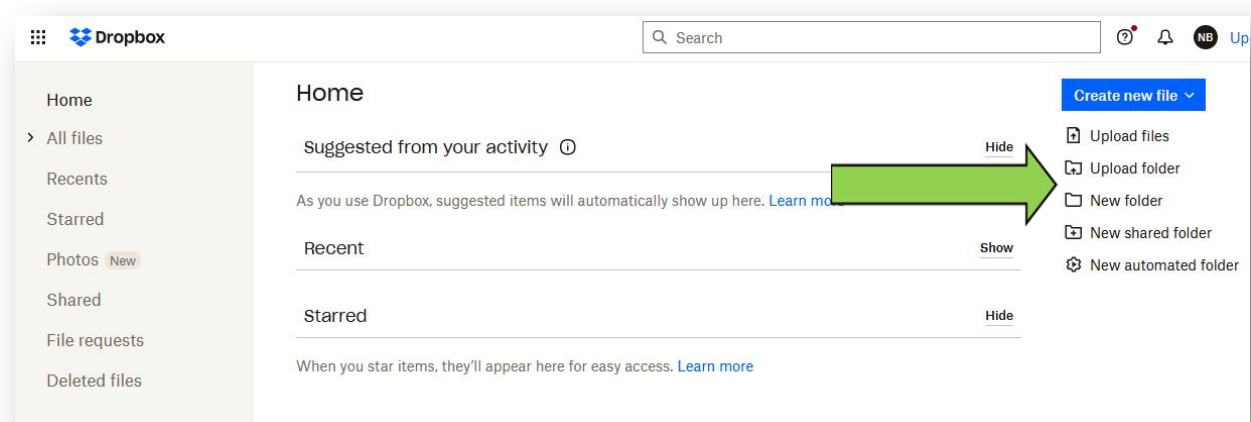 Dropbox
Search
NB
Up
Home
All files
Recents
Starred
Photos New
Shared
File requests
Deleted files
Home
Suggested from your activity
Hide
As you use Dropbox, suggested items will automatically show up here. Learn more
Recent
Show
Starred
Hide
When you star items, they’ll appear here for easy access. Learn more
Create new file
Upload files
Upload folder
New folder
New shared folder
New automated folder